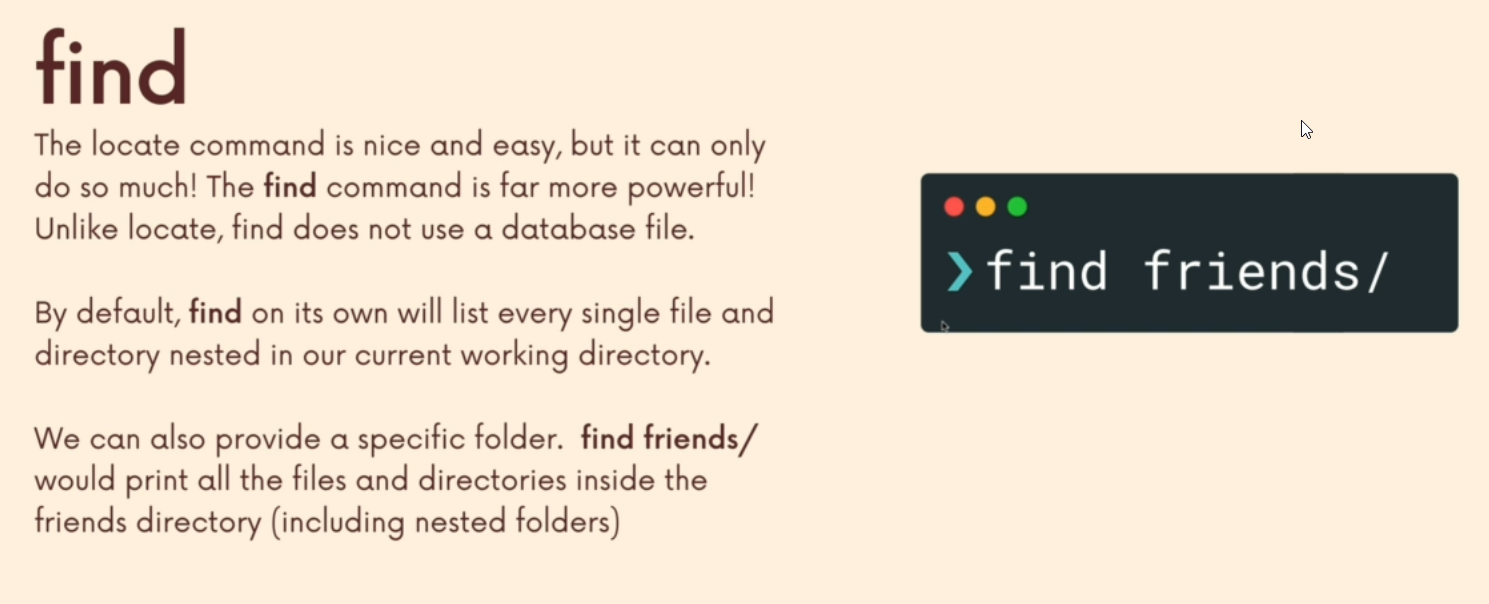 find
The locate command is nice and easy, but it can only
do so much! The find command is far more powerful!
Unlike locate, find does not use a database file.
By default, find on its own will list every single file and
directory nested in our current working directory.
We can also provide a specific folder.  find friends/
would print all the files and directories inside the
friends directory (including nested folders)
❯ find friends/